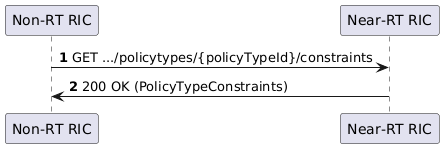 Non-RT RIC
Near-RT RIC
1 GET .../policytypes/{policyTypeId}/constraints
2 200 OK (PolicyTypeConstraints)
Non-RT RIC
Near-RT RIC